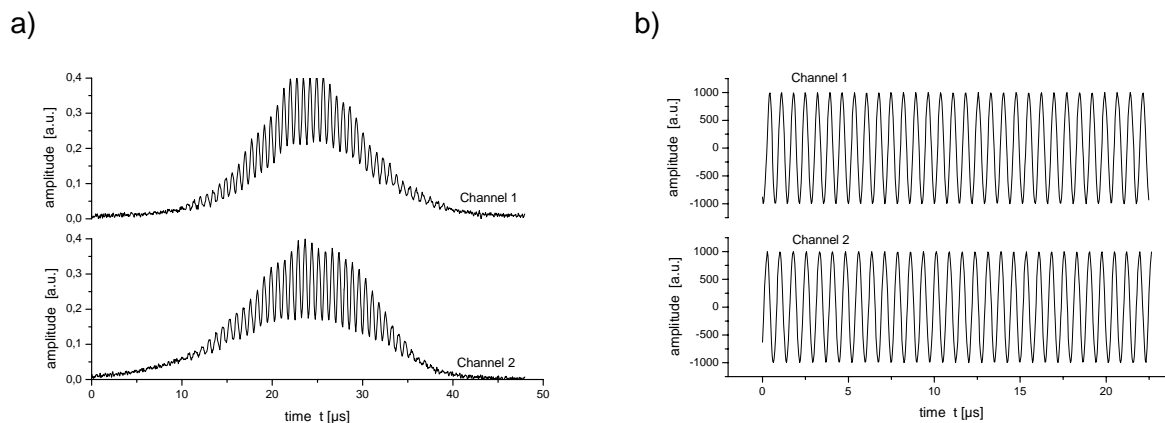 a)
0,4
0,3
0,2
0,1
0,0
amplitude [a.u.]
Channel 1
0,4
0,3
0,2
0,1
0,0
amplitude [a.u.]
Channel 2
0 10 20 30 40 50
time t [µs]
b)
Channel 1
1000
500
0
-500
-1000
amplitude [a.u.]
Channel 2
1000
500
0
-500
-1000
amplitude [a.u.]
0 5 10 15 20
time t [µs]